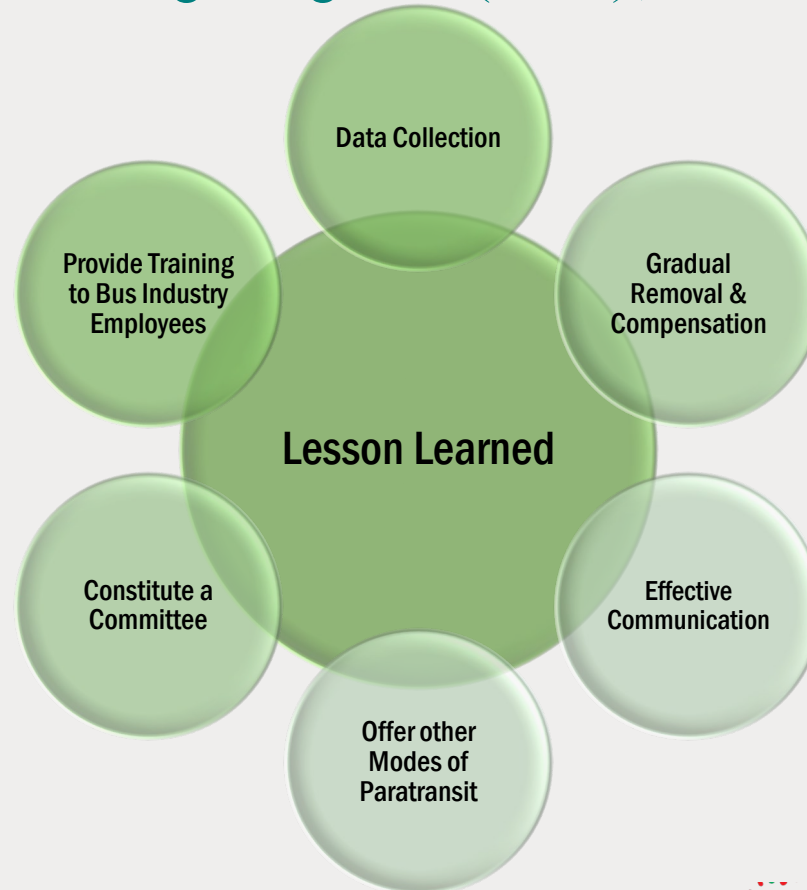 Data Collection
Gradual
Removal &
Compensation
Effective
Communication
Offer other
Modes of
Paratransit
Constitute a
Committee
Provide Training
to Bus Industry
Employees
Lesson Learned